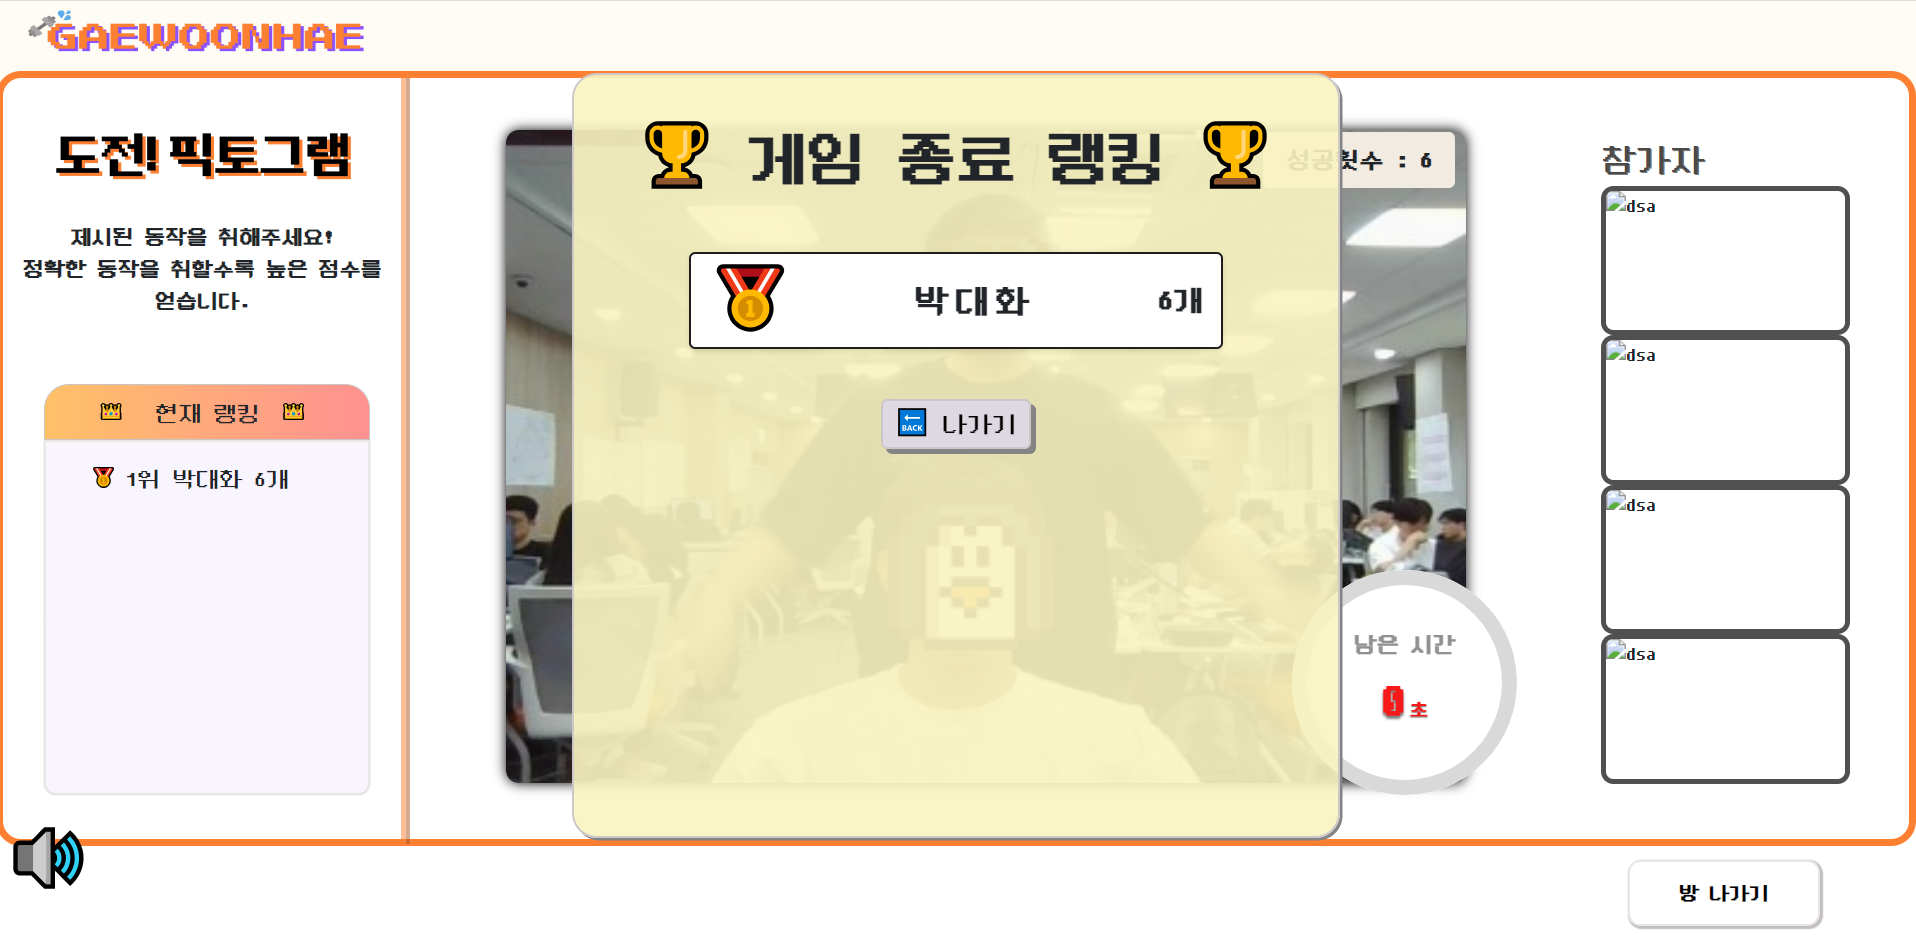 GAEWOONHAE
도전! 픽토그램
제시된 동작을 취해주세요!
정확한 동작을 취할수록 높은 점수를
얻습니다.
현재 랭킹
1위 박대화 6개
게임 종료 랭킹
성공횟수 : 6
1
박대화
6개
BACK
나가기
남은 시간
0초
참가자
dsa
dsa
dsa
dsa
방 나가기